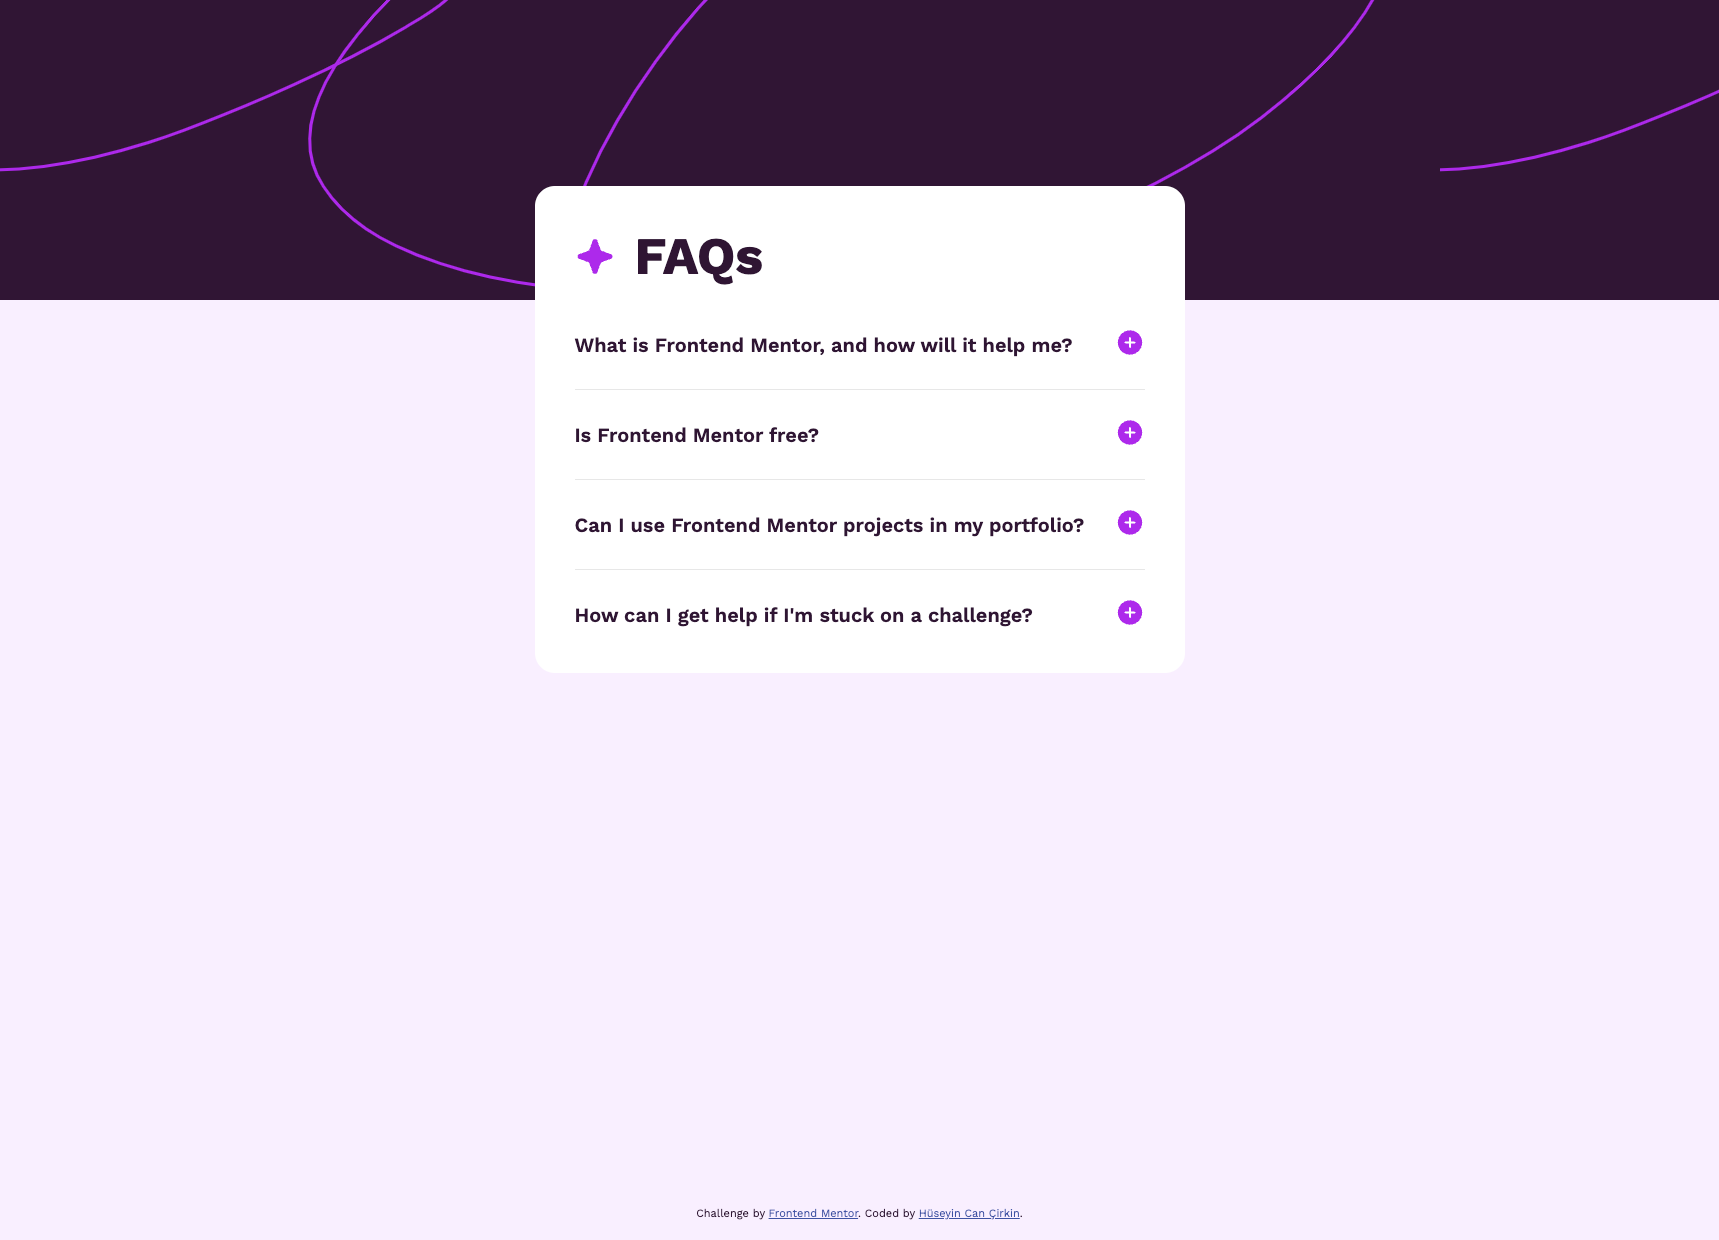 FAQs
What is Frontend Mentor, and how will it help me?
Is Frontend Mentor free?
Can I use Frontend Mentor projects in my portfolio?
How can I get help if I'm stuck on a challenge?
Challenge by Frontend Mentor. Coded by Hüseyin Can Çirkin.